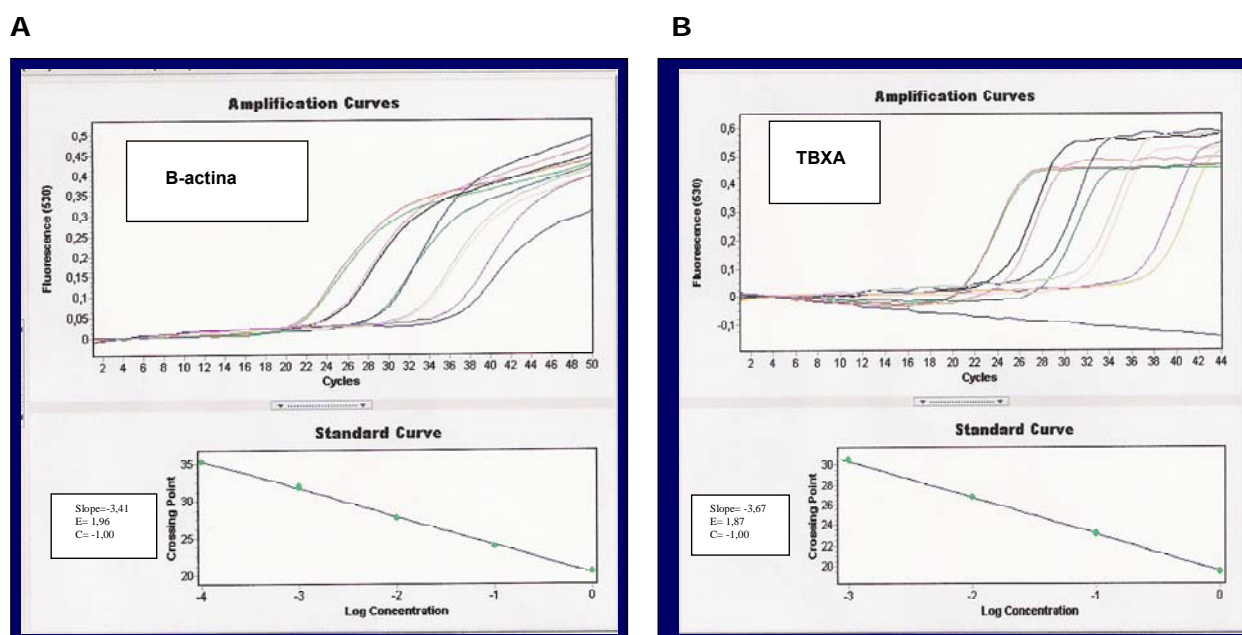 A
Amplification Curves
B-actina
Fluorescence (530)
0,5
0,45
0,4
0,35
0,3
0,25
0,2
0,15
0,1
0,05
0
2 4 6 8 10 12 14 16 18 20 22 24 26 28 30 32 34 36 38 40 42 44 46 48 50
Cycles
Standard Curve
Slope=-3,41
E= 1,96
C= -1,00
Crossing Point
35
30
25
20
-4 -3 -2 -1 0
Log Concentration
B
Amplification Curves
TBXA
Fluorescence (530)
0,6
0,5
0,4
0,3
0,2
0,1
0
-0,1
2 4 6 8 10 12 14 16 18 20 22 24 26 28 30 32 34 36 38 40 42 44
Cycles
Standard Curve
Slope= -3,67
E= 1,87
C= -1,00
Crossing Point
30
28
26
24
22
20
-3 -2 -1 0
Log Concentration